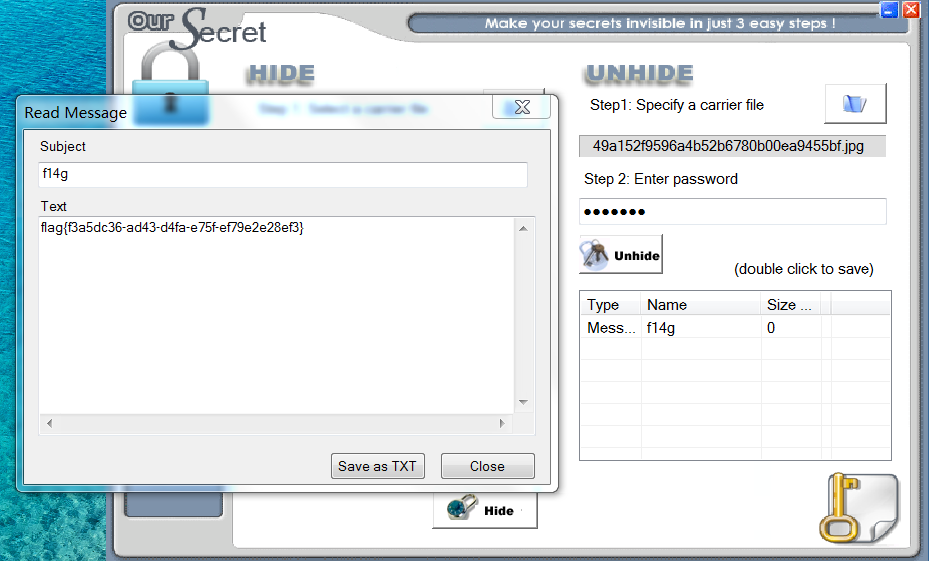 Our Secret
Make your secrets invisible in just 3 easy steps !
HIDE
Step 1: Select a carrier file
UNHIDE
Step1: Specify a carrier file
49a152f9596a4b52b6780b00ea9455bf.jpg
Step 2: Enter password
●●●●●●●
Unhide
(double click to save)
Type Name Size ...
Mess... f14g 0
Read Message
Subject
f14g
Text
flag{f3a5dc36-ad43-d4fa-e75f-ef79e2e28ef3}
Save as TXT Close
Hide